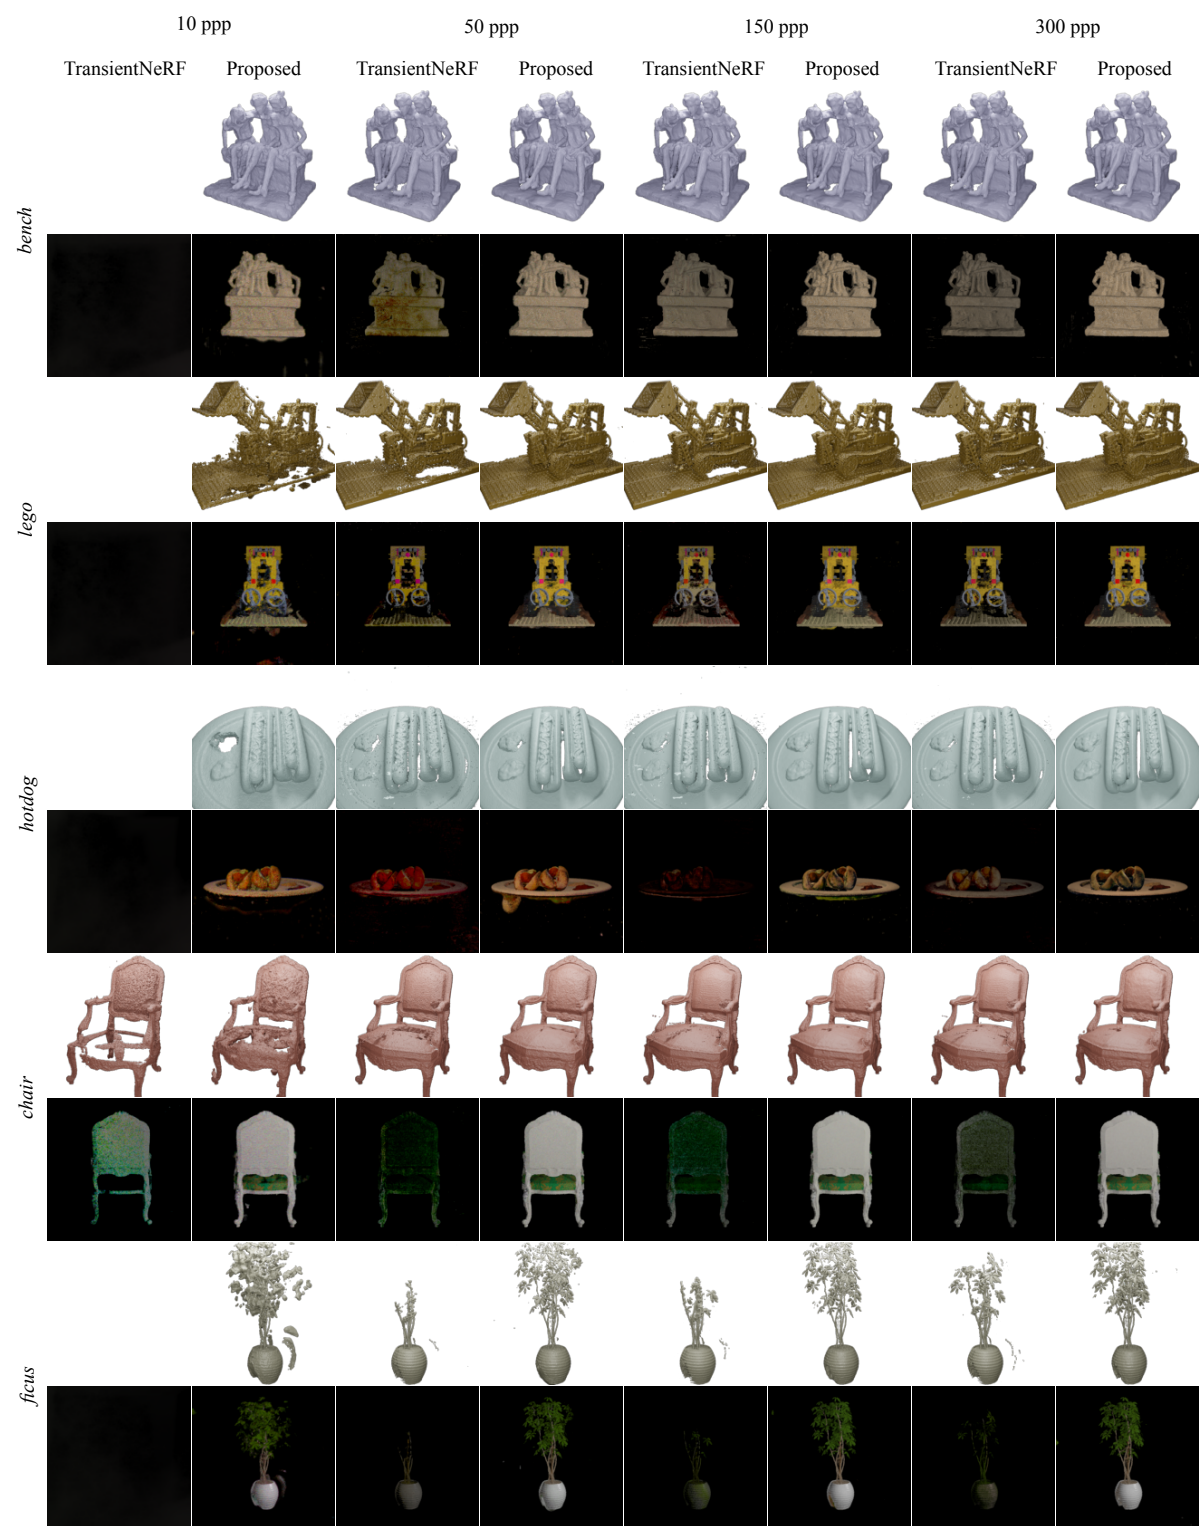 10 ppp 50 ppp 150 ppp 300 ppp
TransientNeRF Proposed TransientNeRF Proposed TransientNeRF Proposed TransientNeRF Proposed
bench
lego
hotdog
chair
ficus